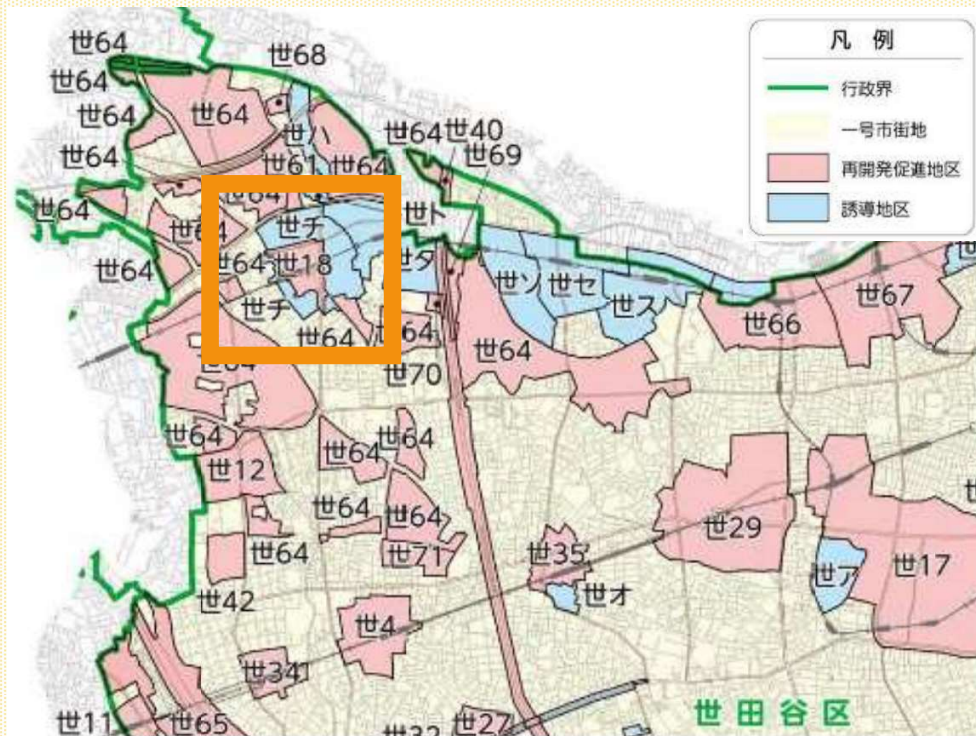 凡 例
行政界
一号市街地
再開発促進地区
誘導地区
世64
世68
世64
世64
世64
世ハ
世64
世40
世64
世61
世64
世69
世64
世64
世ト
世64
世チ
世64
世64
世18
世タ
世ソ
世セ
世ス
世67
世チ
世66
世64
世64
世64
世64
世70
世64
世64
世64
世12
世64
世64
世29
世64
世71
世35
世17
世ア
世42
世オ
世4
世34
世11
世65
世27
世田谷区